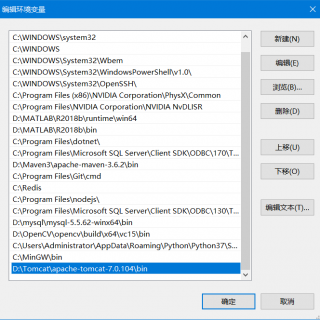 编辑环境变量
C:\WINDOWS\system32
C:\WINDOWS
C:\WINDOWS\System32\Wbem
C:\WINDOWS\System32\WindowsPowerShell\v1.0\
C:\WINDOWS\System32\OpenSSH\
C:\Program Files (x86)\NVIDIA Corporation\PhysX\Common
C:\Program Files\NVIDIA Corporation\NVIDIA NvDLISR
D:\MATLAB\R2018b\runtime\win64
D:\MATLAB\R2018b\bin
C:\Program Files\dotnet\
C:\Program Files\Microsoft SQL Server\Client SDK\ODBC\170\T...
D:\Maven3\apache-maven-3.6.2\bin
C:\Program Files\Git\cmd
C:\Redis
C:\Program Files\nodejs\
C:\Program Files\Microsoft SQL Server\Client SDK\ODBC\130\T...
D:\mysql\mysql-5.5.62-winx64\bin
D:\OpenCV\opencv\build\x64\vc15\bin
C:\Users\Administrator\AppData\Roaming\Python\Python37\S...
C:\MinGW\bin
D:\Tomcat\apache-tomcat-7.0.104\bin
新建(N)
编辑(E)
浏览(B)...
删除(D)
上移(U)
下移(O)
编辑文本(T)...
确定
取消